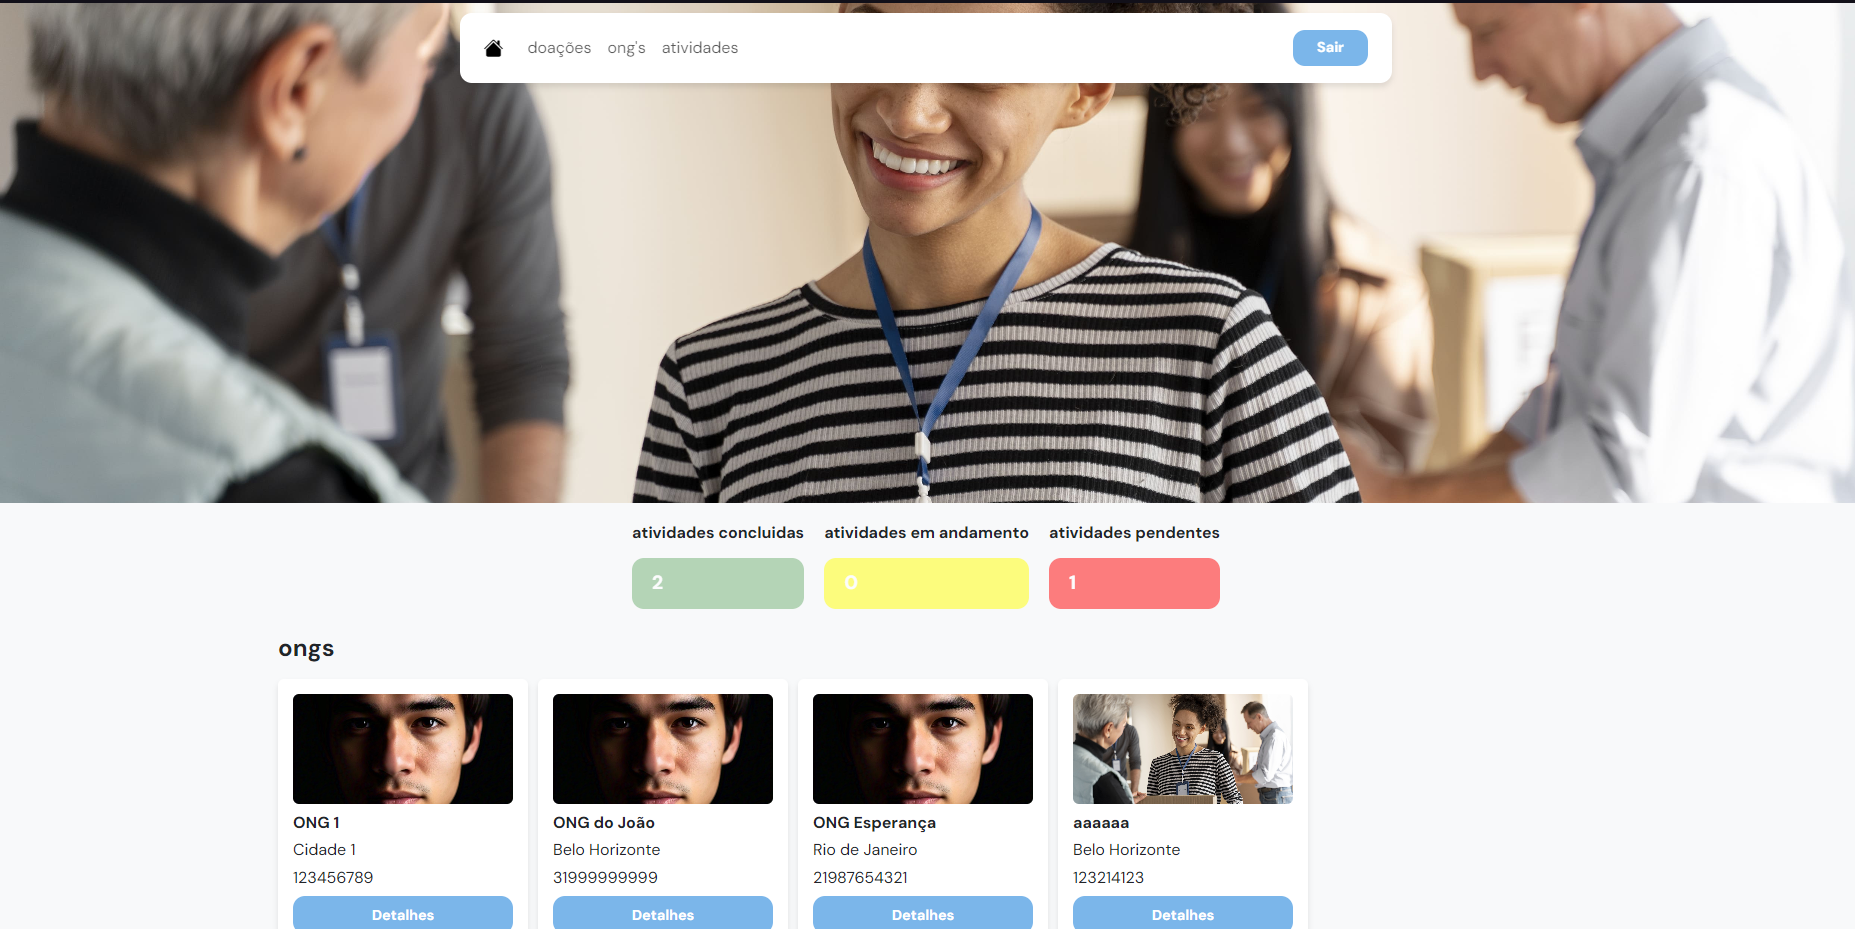 doações ong's atividades Sair
atividades concluidas atividades em andamento atividades pendentes
2 0 1
ongs
ONG 1
Cidade 1
123456789
Detalhes
ONG do João
Belo Horizonte
31999999999
Detalhes
ONG Esperança
Rio de Janeiro
21987654321
Detalhes
aaaaaa
Belo Horizonte
123214123
Detalhes